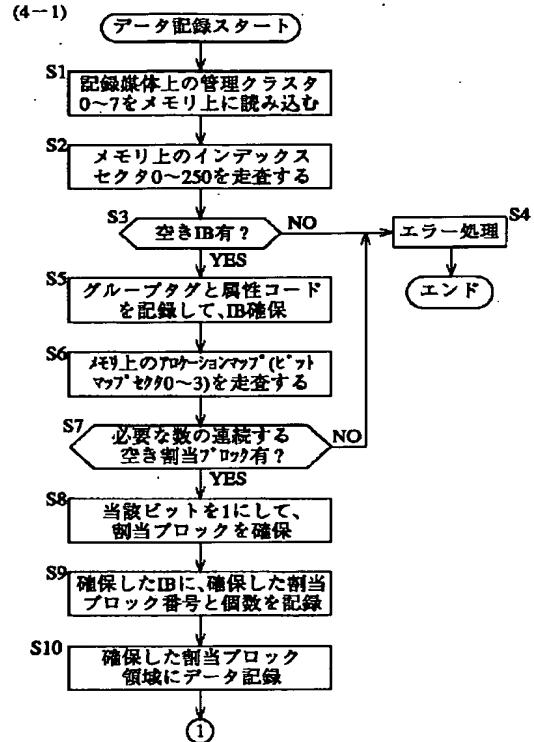 (4-1)
データ記録スタート
S1
記録媒体上の管理クラスタ
0~7をメモリ上に読み込む
S2
メモリ上のインデックス
セクタ0~250を走査する
S3
空きIB有?
NO
YES
S4
エラー処理
エンド
S5
グループタグと属性コード
を記録して、IB確保
S6
メモリ上のアロケーションマップ(ビット
マップセクタ0~3)を走査する
S7
必要な数の連続する
空き割当ブロック有?
NO
YES
S8
当該ビットを1にして、
割当ブロックを確保
S9
確保したIBに、確保した割当
ブロック番号と個数を記録
S10
確保した割当ブロック
領域にデータ記録
1